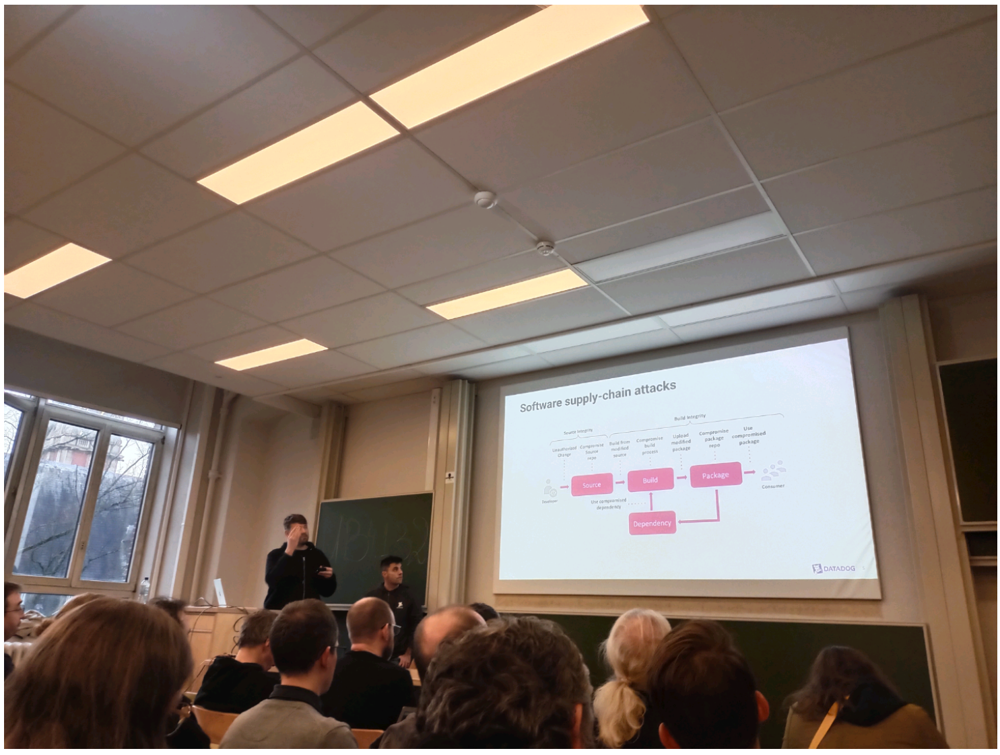 Software supply-chain attacks
Source Integrity
Build Integrity
Unauthorized
Change
Compromise
Source
repo
Build from
modified
source
Compromise
build
process
Upload
modified
package
Compromise
package
repo
Use
compromised
package
Developer
Source
Build
Package
Consumer
Use compromised
dependency
Dependency
DATADOG